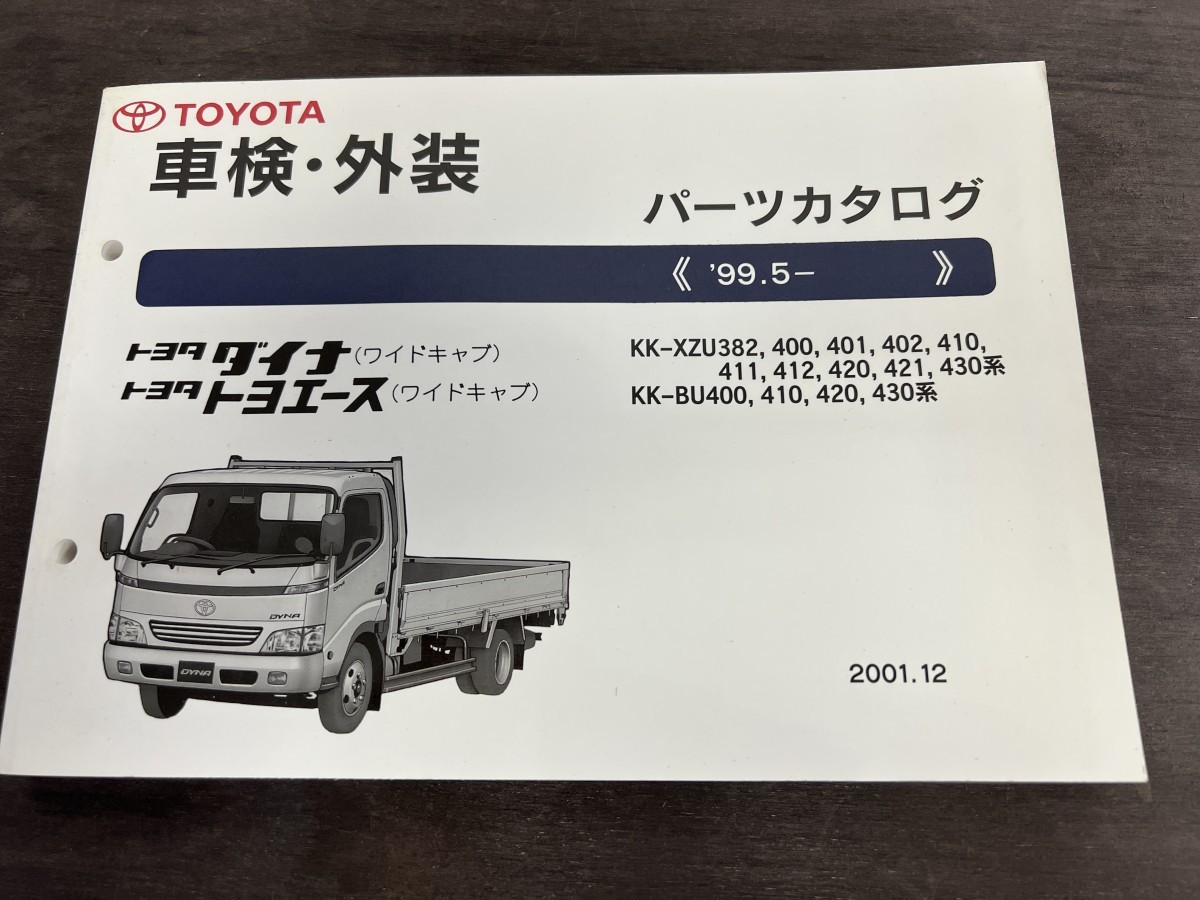 TOYOTA
車検・外装
パーツカタログ
《 '99.5− 》
トヨタ ダイナ(ワイドキャブ)
トヨタ トヨエース(ワイドキャブ)
KK−XZU382, 400, 401, 402, 410,
411, 412, 420, 421, 430系
KK−BU400, 410, 420, 430系
DYNA
DYNA
2001.12